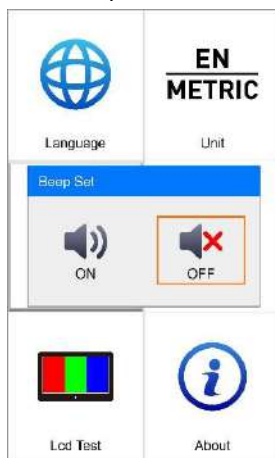 EN
METRIC
Language
Unit
Beep Set
ON
OFF
Lcd Test
About